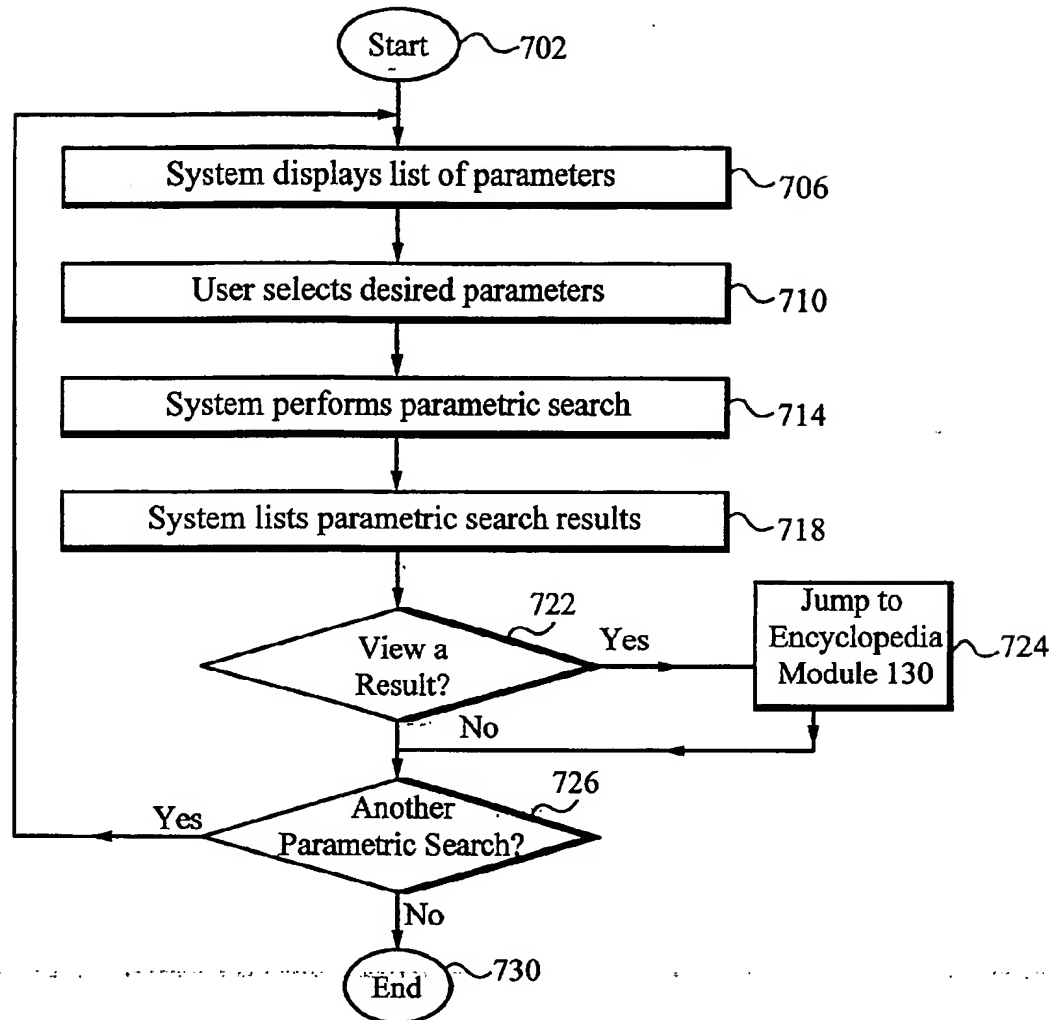 Start
702
System displays list of parameters
706
User selects desired parameters
710
System performs parametric search
714
System lists parametric search results
718
722
View a
Result?
Yes
Jump to
Encyclopedia
Module 130
724
No
726
Another
Parametric Search?
Yes
No
730
End